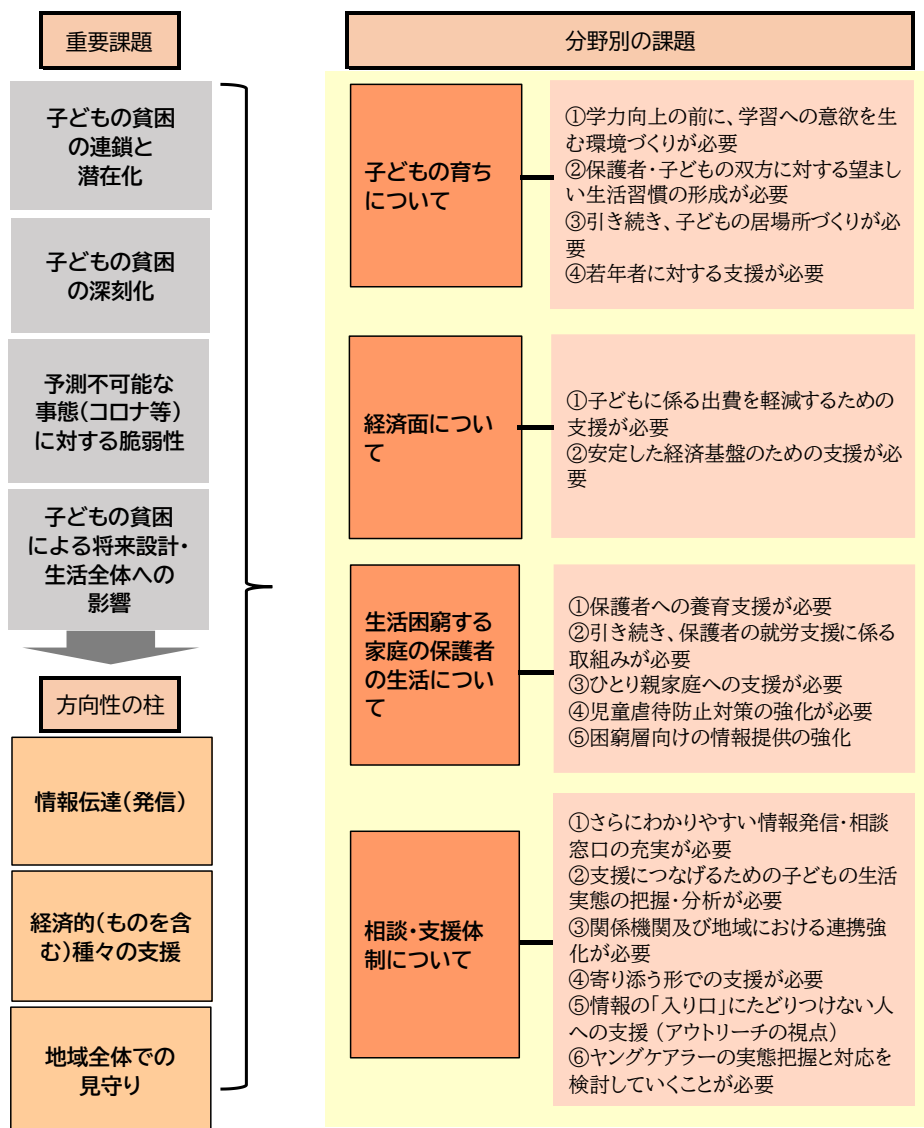 重要課題
子どもの貧困
の連鎖と
潜在化
子どもの貧困
の深刻化
予測不可能な
事態(コロナ等)
に対する脆弱性
子どもの貧困
による将来設計・
生活全体への
影響
方向性の柱
情報伝達(発信)
経済的(ものを含
む)種々の支援
地域全体での
見守り
分野別の課題
子どもの育ち
について
①学力向上の前に、学習への意欲を生
む環境づくりが必要
②保護者・子どもの双方に対する望まし
い生活習慣の形成が必要
③引き続き、子どもの居場所づくりが必
要
④若年者に対する支援が必要
経済面につい
て
①子どもに係る出費を軽減するための
支援が必要
②安定した経済基盤のための支援が必
要
生活困窮する
家庭の保護者
の生活について
①保護者への養育支援が必要
②引き続き、保護者の就労支援に係る
取組みが必要
③ひとり親家庭への支援が必要
④児童虐待防止対策の強化が必要
⑤困窮層向けの情報提供の強化
相談・支援体
制について
①さらにわかりやすい情報発信・相談
窓口の充実が必要
②支援につなげるための子どもの生活
実態の把握・分析が必要
③関係機関及び地域における連携強
化が必要
④寄り添う形での支援が必要
⑤情報の「入り口」にたどりつけない人
への支援（アウトリーチの視点）
⑥ヤングケアラーの実態把握と対応を
検討していくことが必要